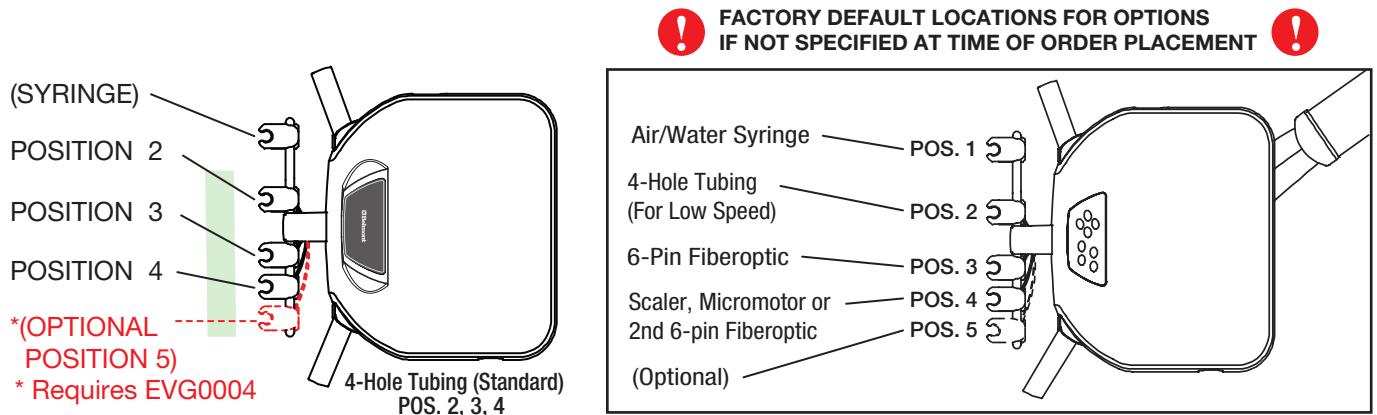 FACTORY DEFAULT LOCATIONS FOR OPTIONS
IF NOT SPECIFIED AT TIME OF ORDER PLACEMENT
(SYRINGE)
POSITION 2
POSITION 3
POSITION 4
*(OPTIONAL
POSITION 5)
* Requires EVG0004
Belmont
4-Hole Tubing (Standard)
POS. 2, 3, 4
Air/Water Syringe
POS. 1
4-Hole Tubing
(For Low Speed)
POS. 2
6-Pin Fiberoptic
POS. 3
Scaler, Micromotor or
2nd 6-pin Fiberoptic
POS. 4
(Optional)
POS. 5